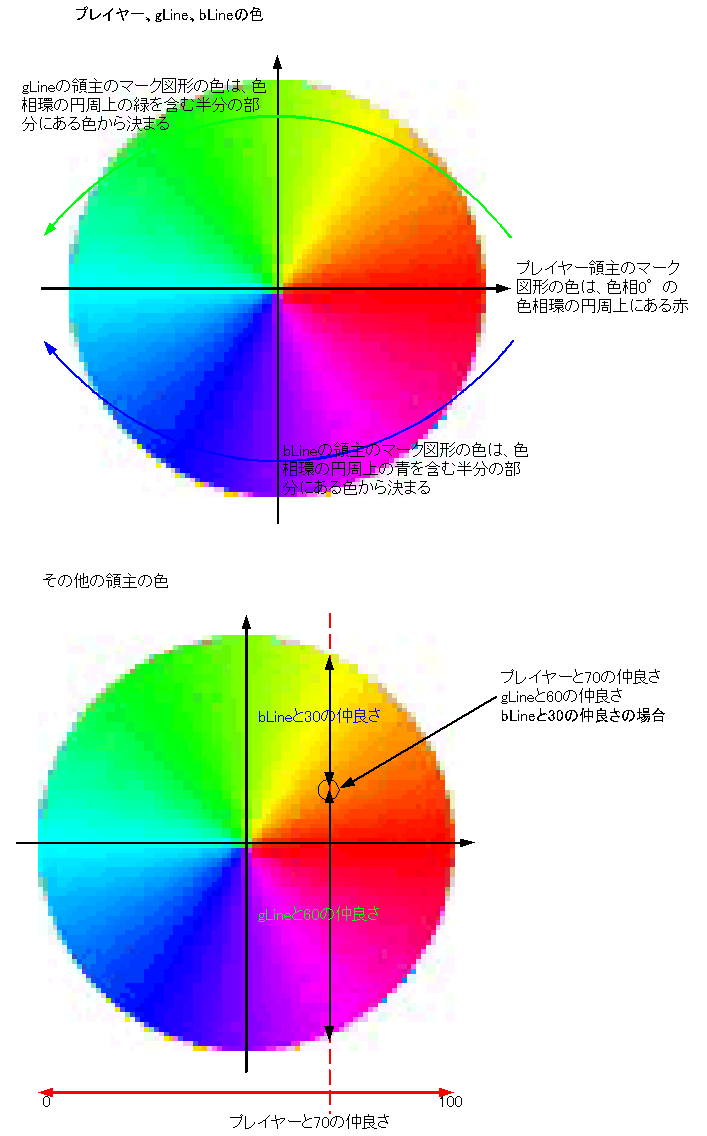 プレイヤー、gLine、bLineの色
gLineの領主のマーク図形の色は、色
相環の円周上の緑を含む半分の部
分にある色から決まる
プレイヤー領主のマーク
図形の色は、色相0°の
色相環の円周上にある赤
bLineの領主のマーク図形の色は、色
相環の円周上の青を含む半分の部
分にある色から決まる
その他の領主の色
プレイヤーと70の仲良さ
gLineと60の仲良さ
bLineと30の仲良さの場合
bLineと30の仲良さ
gLineと60の仲良さ
0
100
プレイヤーと70の仲良さ